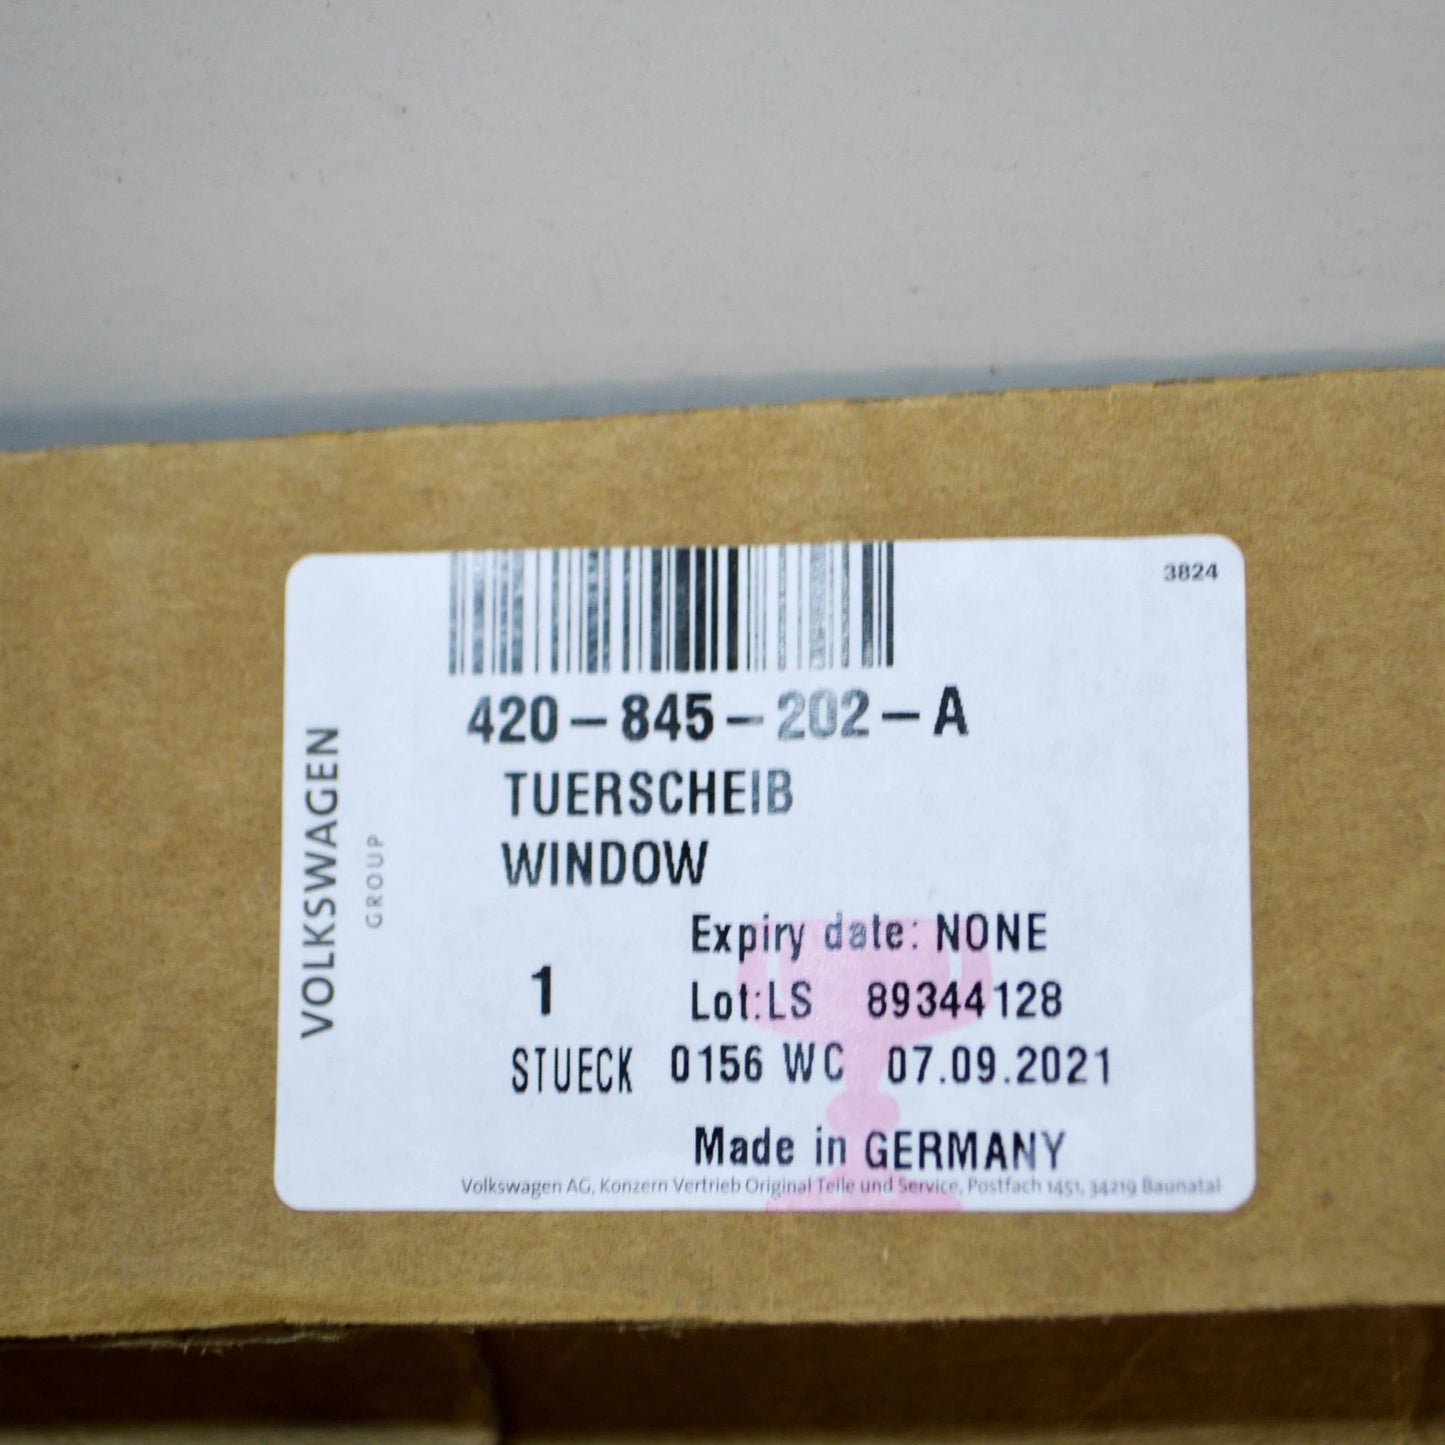 3824
420-845-202-A
TUERSCHEIB
WINDOW
VOLKSWAGEN
GROUP
Expiry date: NONE
1 Lot:LS 89344128
STUECK 0156 WC 07.09.2021
Made in GERMANY
Volkswagen AG, Konzern Vertrieb Original Teile und Service, Postfach 1451, 34219 Baunatal